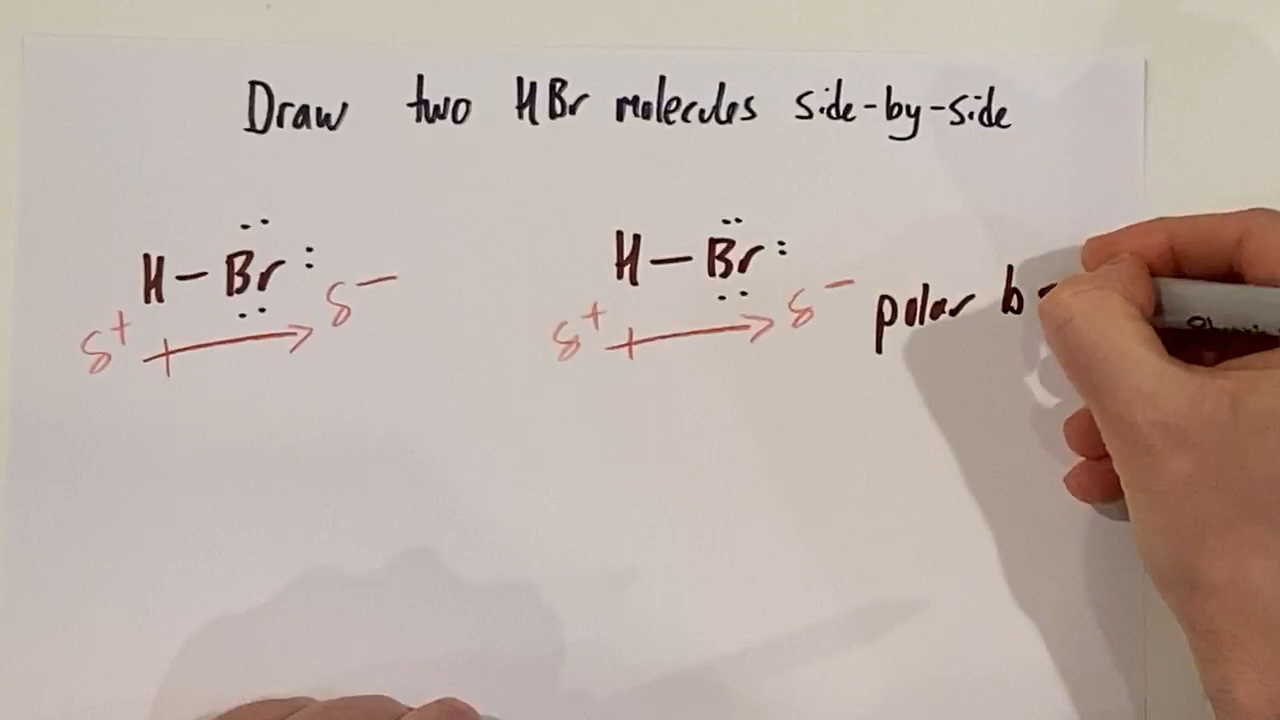 Draw two HBr molecules side-by-side
H-Br: H-Br:
δ+ δ- δ+ δ- polar b